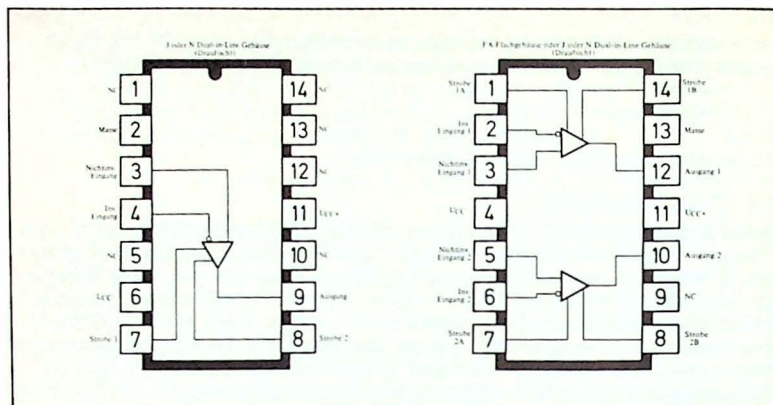 F oder N Dual-in-Line Gehäuse
(Draufsicht)
NC 1
14 NC
Masse 2
13 NC
Nichtinv.
Eingang 3
12 NC
Inv.
Eingang 4
11 UCC+
NC 5
10 NC
UCC 6
9 Ausgang
Strobe 1 7
8 Strobe 2
FA Flachgehäuse oder F oder N Dual-in-Line Gehäuse
(Draufsicht)
Strobe
1A 1
14 Strobe
1B
Inv.
Eingang 1 2
13 Masse
Nichtinv.
Eingang 1 3
12 Ausgang 1
UCC 4
11 UCC+
Nichtinv.
Eingang 2 5
10 Ausgang 2
Inv.
Eingang 2 6
9 NC
Strobe
2A 7
8 Strobe
2B